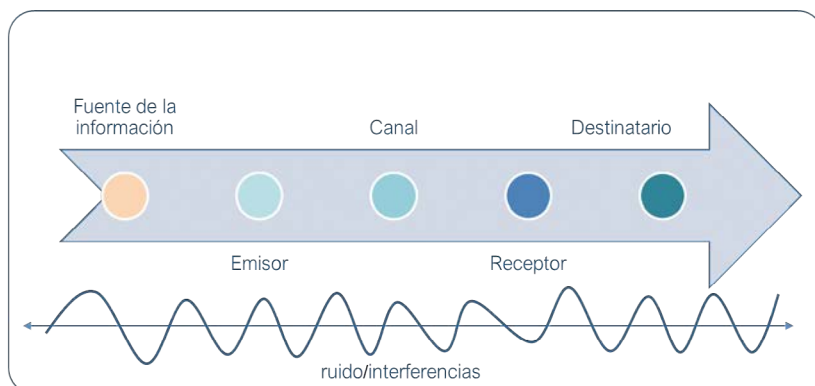 Fuente de la
información
Canal
Destinatario
Emisor
Receptor
ruido/interferencias